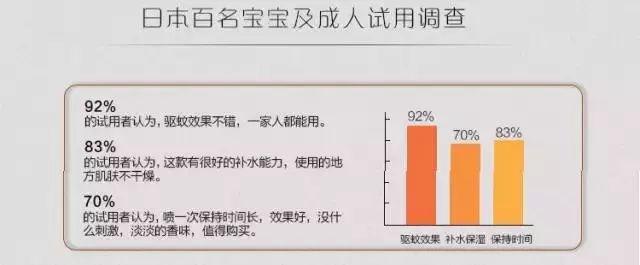 日本百名宝宝及成人试用调查
92%
的试用者认为，驱蚊效果不错，一家人都能用。
83%
的试用者认为，这款有很好的补水能力，使用的地
方肌肤不干燥。
70%
的试用者认为，喷一次保持时间长，效果好，没什
么刺激，淡淡的香味，值得购买。
92%
70%
83%
驱蚊效果 补水保湿 保持时间